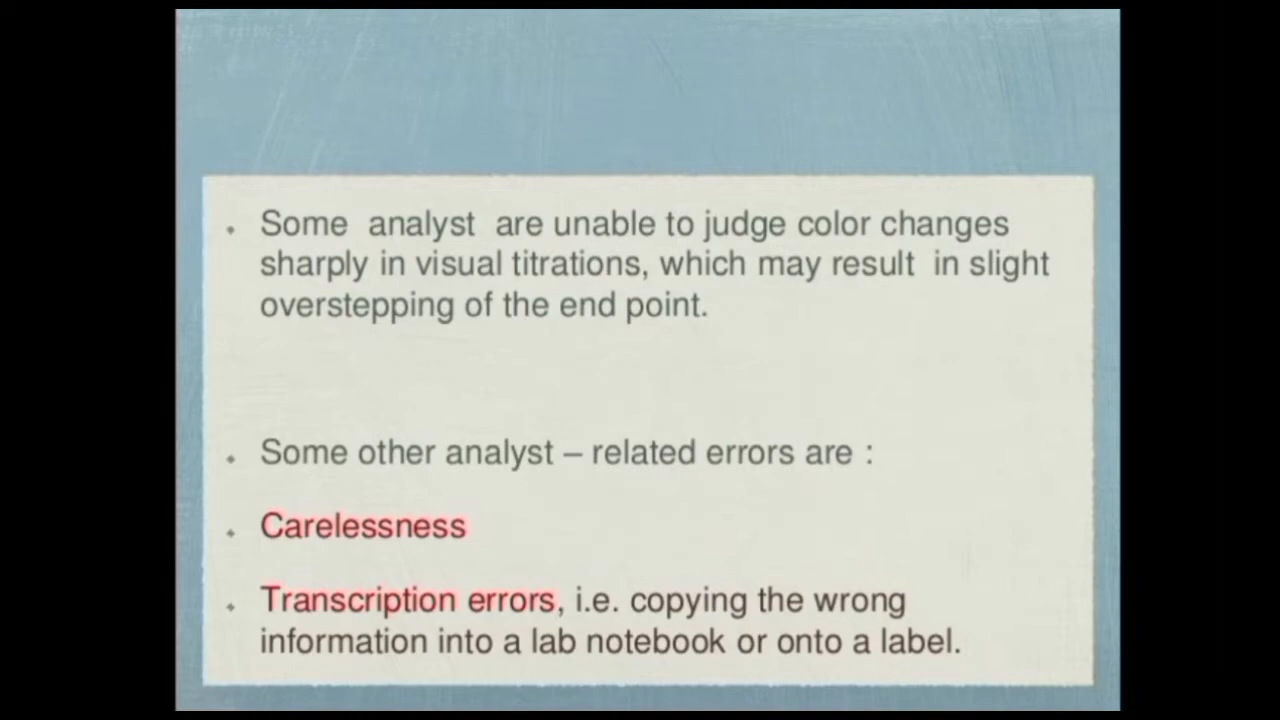 Some analyst are unable to judge color changes
sharply in visual titrations, which may result in slight
overstepping of the end point.
Some other analyst – related errors are :
Carelessness
Transcription errors, i.e. copying the wrong
information into a lab notebook or onto a label.